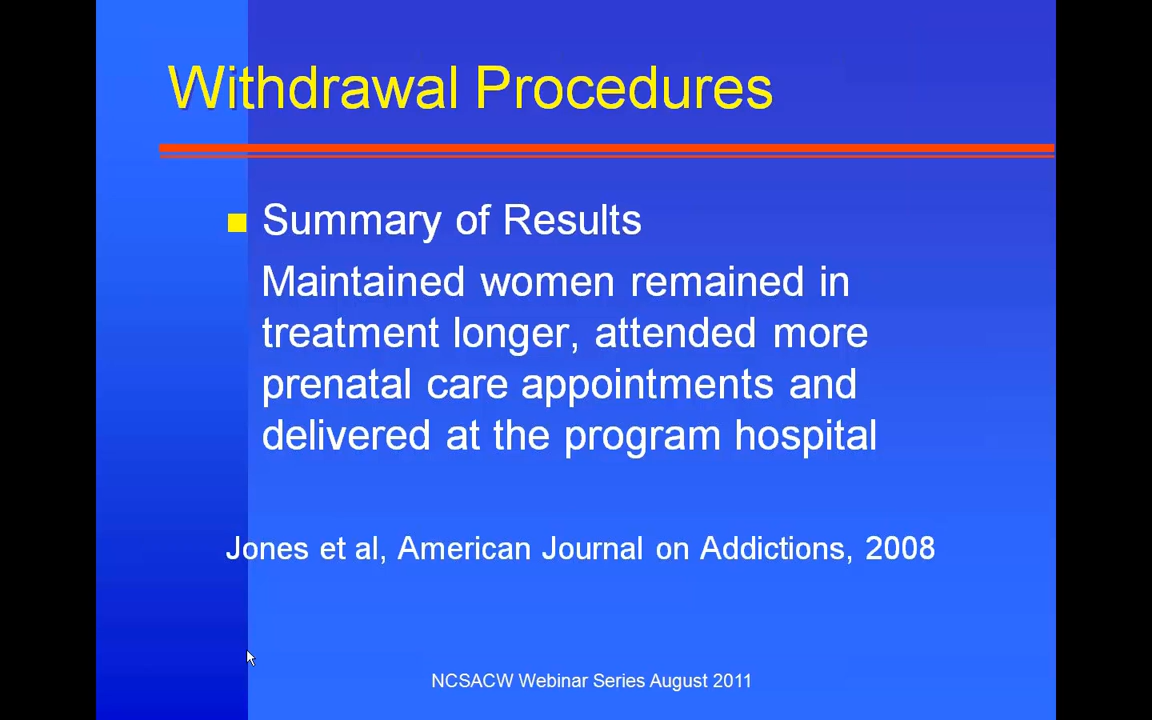 Withdrawal Procedures
Summary of Results
Maintained women remained in
treatment longer, attended more
prenatal care appointments and
delivered at the program hospital
Jones et al, American Journal on Addictions, 2008
NCSACW Webinar Series August 2011